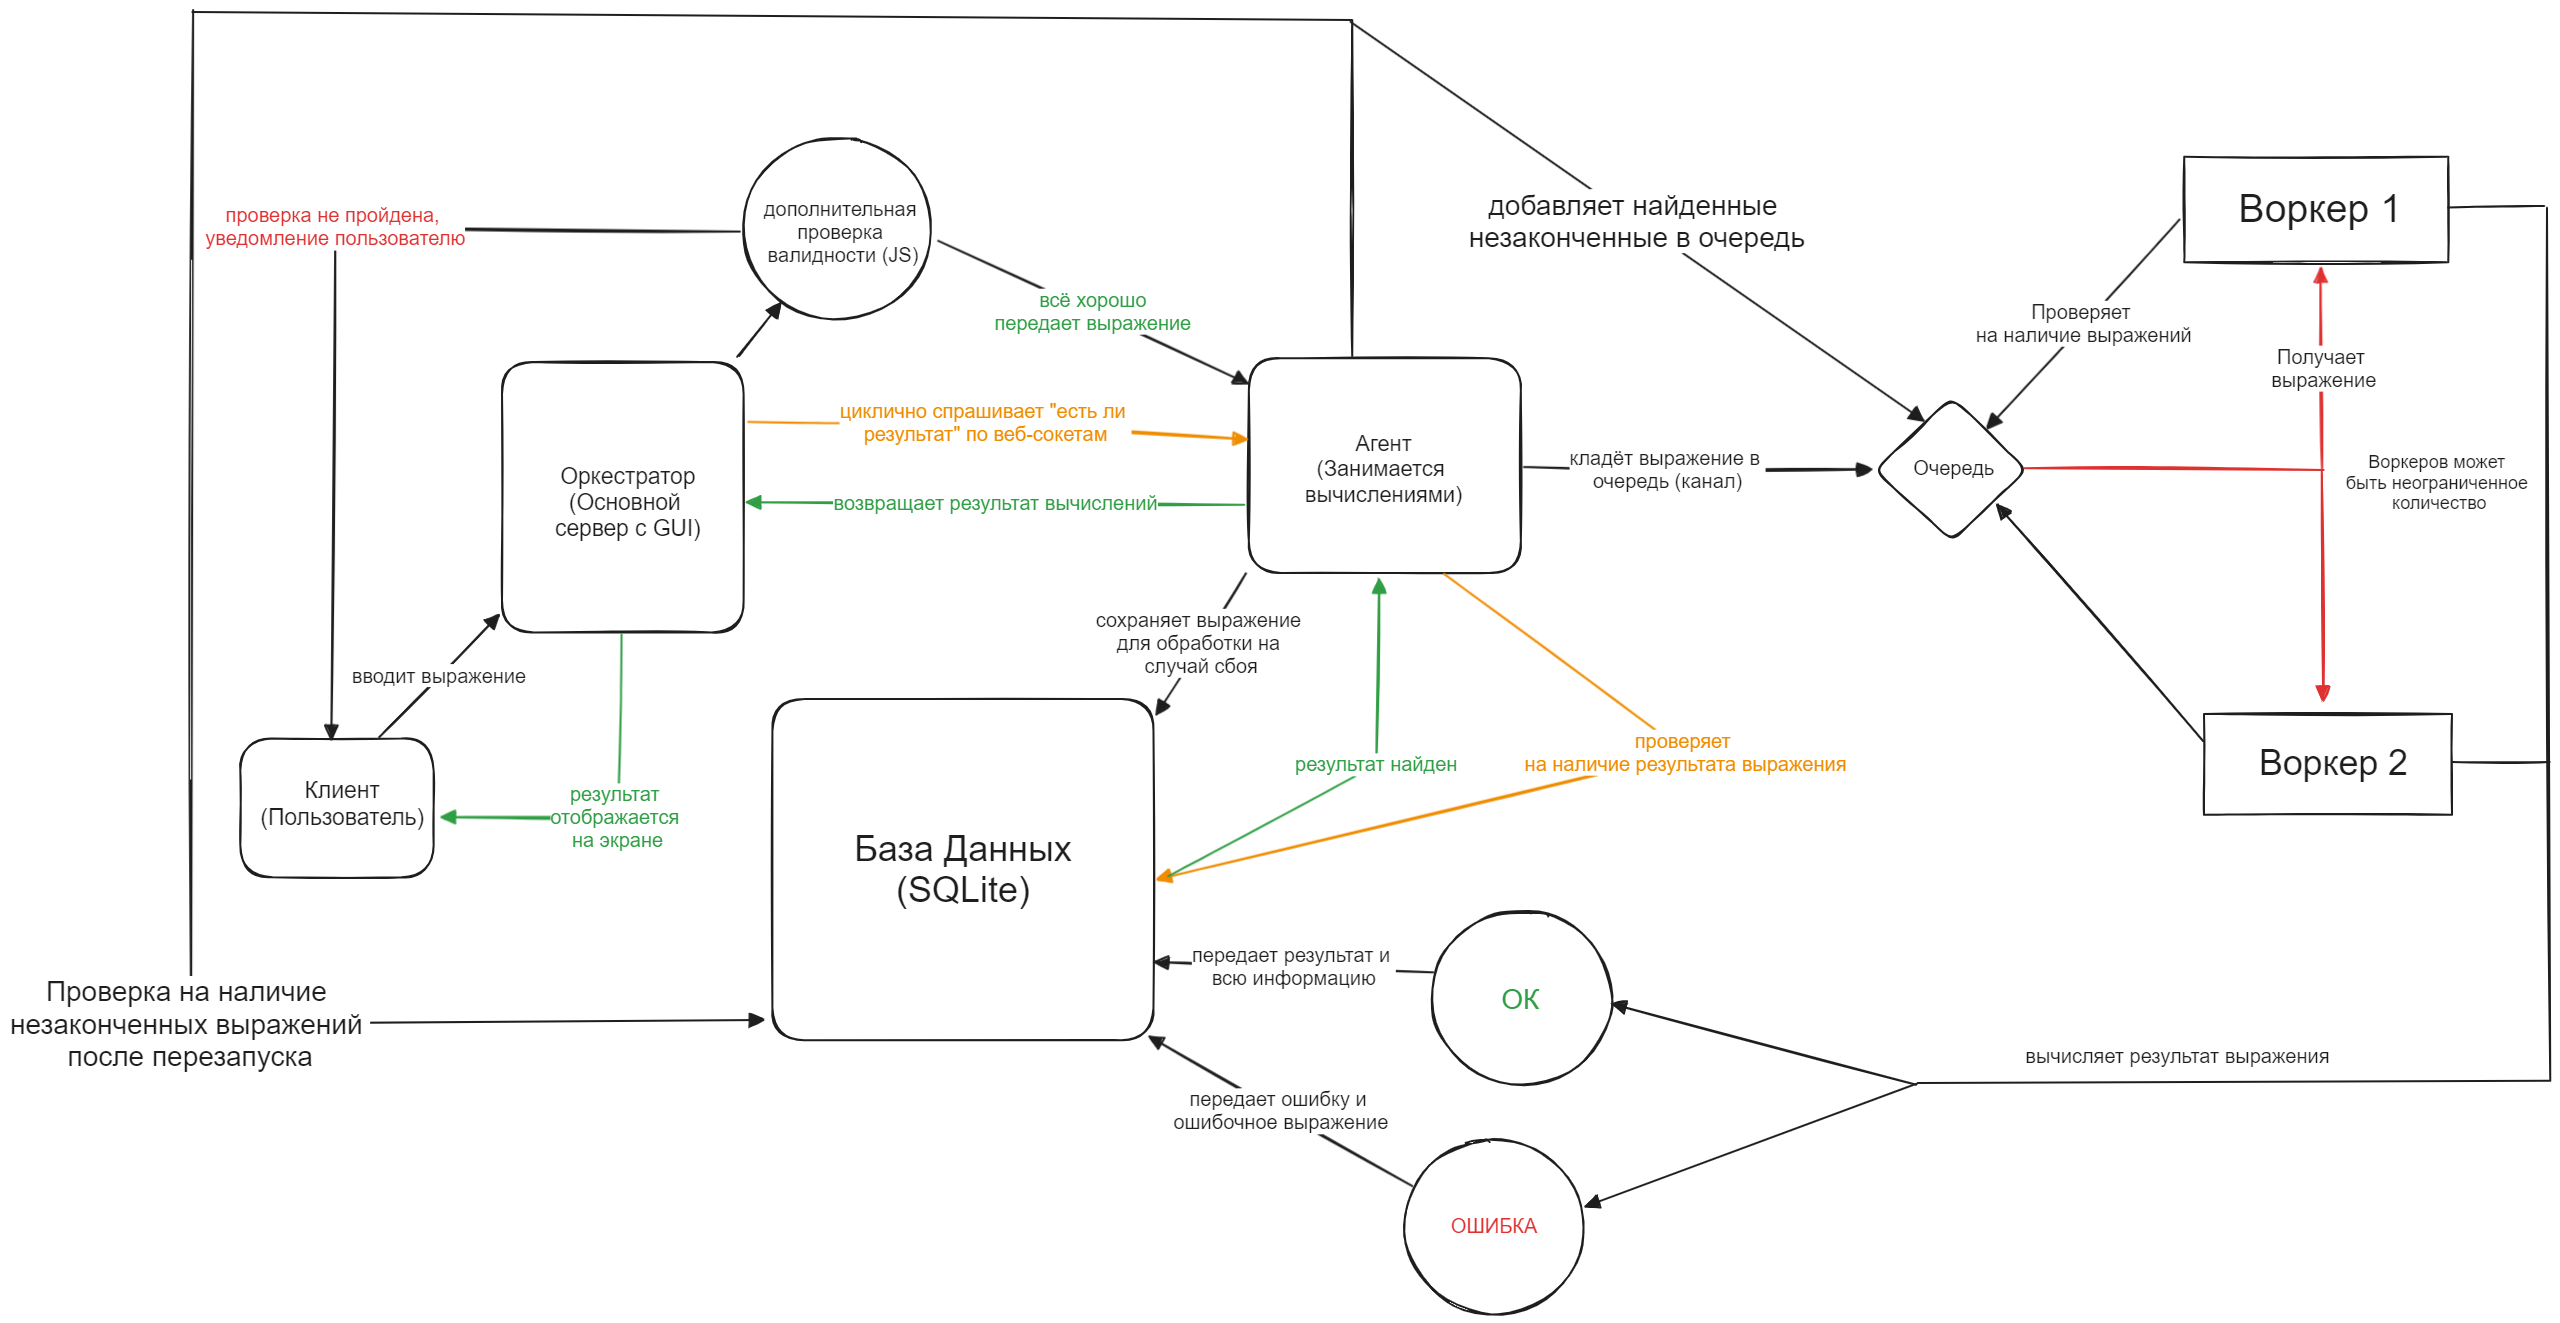 дополнительная
проверка
валидности (JS)
проверка не пройдена,
уведомление пользователю
всё хорошо
передает выражение
добавляет найденные
незаконченные в очередь
Воркер 1
Проверяет
на наличие выражений
Получает
выражение
циклично спрашивает "есть ли
результат" по веб-сокетам
Оркестратор
(Основной
сервер с GUI)
возвращает результат вычислений
Агент
(Занимается
вычислениями)
кладёт выражение в
очередь (канал)
Очередь
Воркеров может
быть неограниченное
количество
сохраняет выражение
для обработки на
случай сбоя
вводит выражение
Клиент
(Пользователь)
результат
отображается
на экране
База Данных
(SQLite)
результат найден
проверяет
на наличие результата выражения
Воркер 2
передает результат и
всю информацию
ОК
Проверка на наличие
незаконченных выражений
после перезапуска
вычисляет результат выражения
передает ошибку и
ошибочное выражение
ОШИБКА